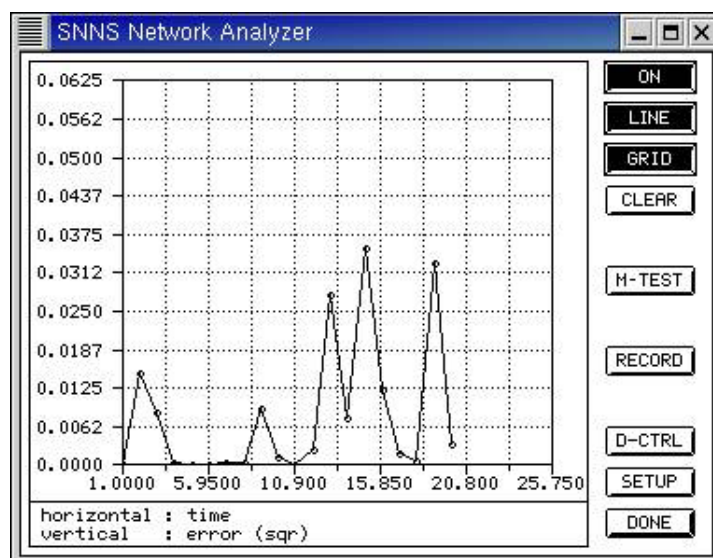 SNNS Network Analyzer
0.0625
0.0562
0.0500
0.0437
0.0375
0.0312
0.0250
0.0187
0.0125
0.0062
0.0000
1.0000 5.9500 10.900 15.850 20.800 25.750
horizontal : time
vertical : error (sqr)
ON
LINE
GRID
CLEAR
M-TEST
RECORD
D-CTRL
SETUP
DONE